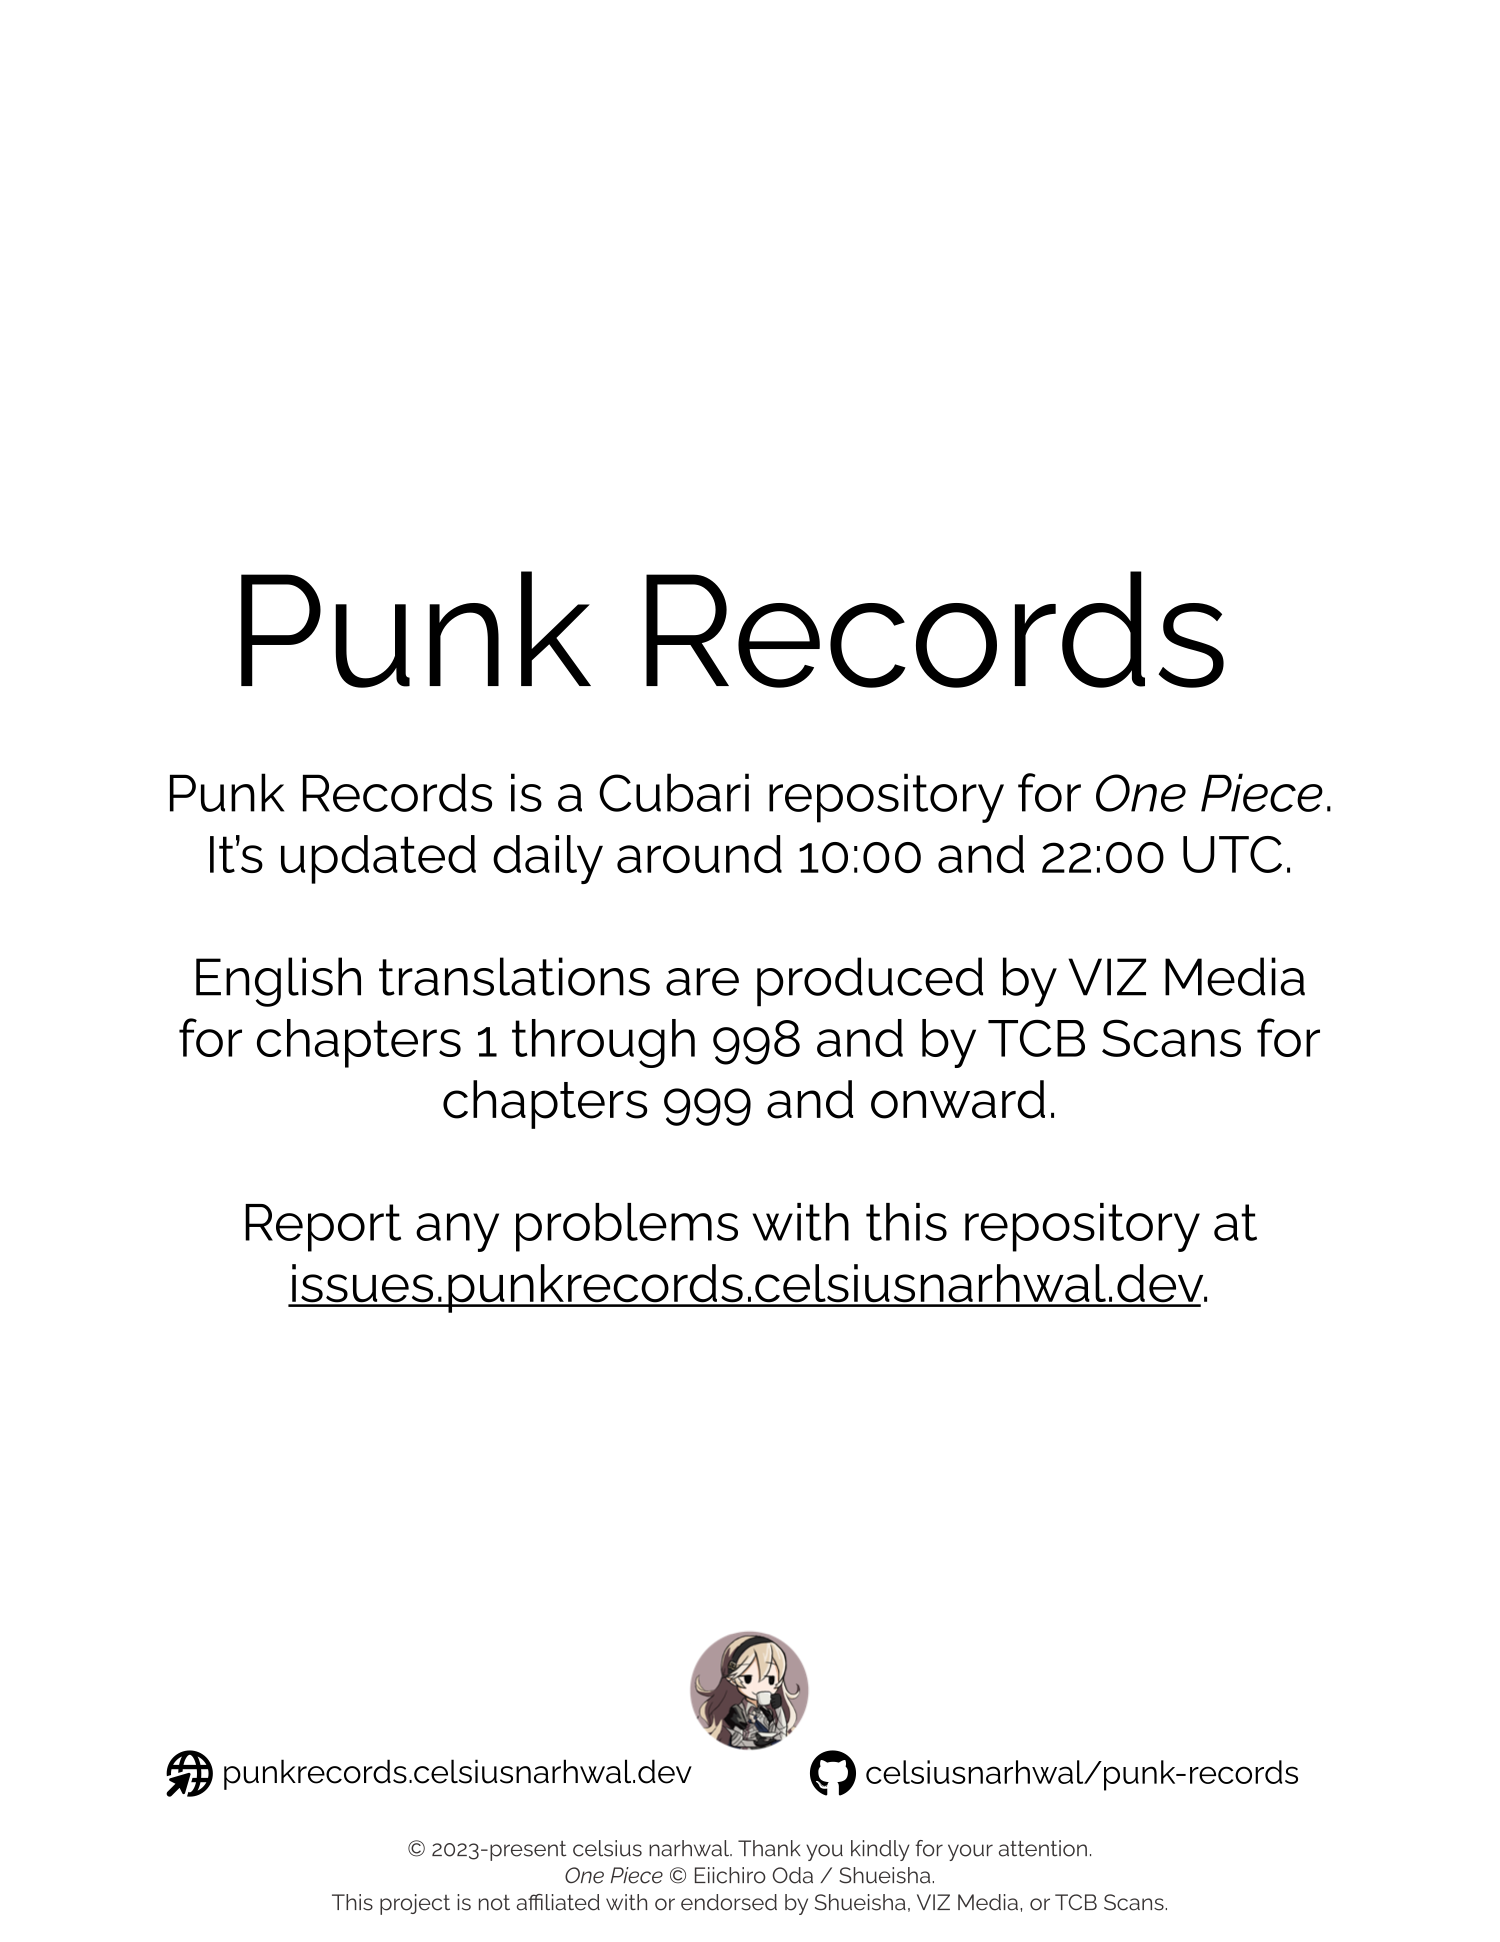 Punk Records
Punk Records is a Cubari repository for One Piece.
It’s updated daily around 10:00 and 22:00 UTC.
English translations are produced by VIZ Media
for chapters 1 through 998 and by TCB Scans for
chapters 999 and onward.
Report any problems with this repository at
issues.punkrecords.celsiusnarhwal.dev.
punkrecords.celsiusnarhwal.dev
celsiusnarhwal/punk-records
© 2023-present celsius narhwal. Thank you kindly for your attention.
One Piece © Eiichiro Oda / Shueisha.
This project is not affiliated with or endorsed by Shueisha, VIZ Media, or TCB Scans.